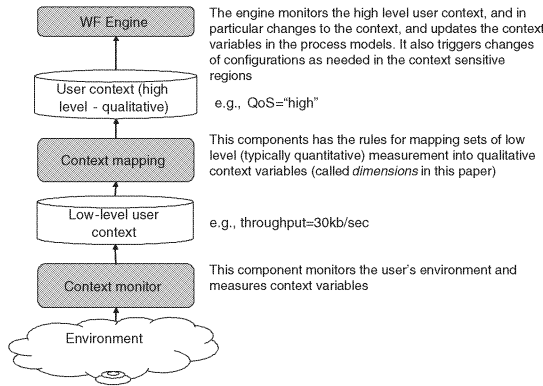 WF Engine
The engine monitors the high level user context, and in
particular changes to the context, and updates the context
variables in the process models. It also triggers changes
of configurations as needed in the context sensitive
regions
User context (high
level - qualitative)
e.g., QoS="high"
Context mapping
This components has the rules for mapping sets of low
level (typically quantitative) measurement into qualitative
context variables (called dimensions in this paper)
Low-level user
context
e.g., throughput=30kb/sec
Context monitor
This component monitors the user's environment and
measures context variables
Environment